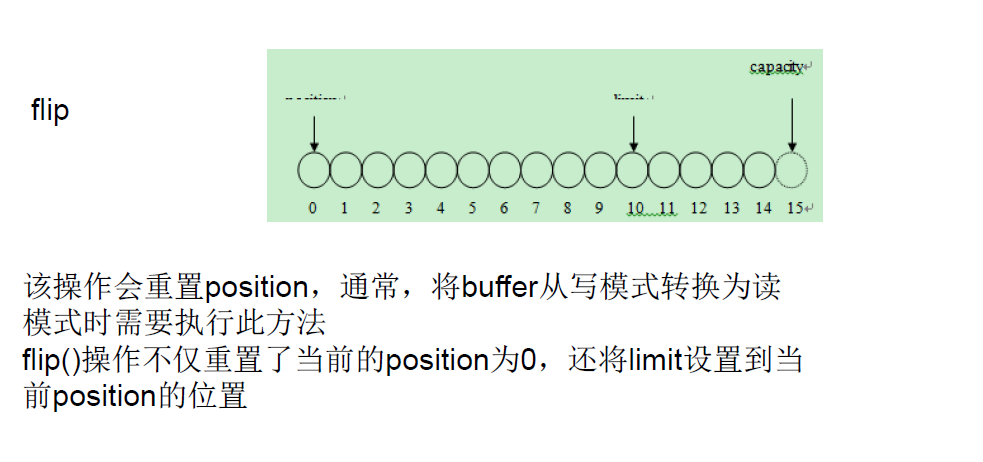 capacity
flip
0 1 2 3 4 5 6 7 8 9 10 11 12 13 14 15
该操作会重置position，通常，将buffer从写模式转换为读
模式时需要执行此方法
flip()操作不仅重置了当前的position为0，还将limit设置到当
前position的位置